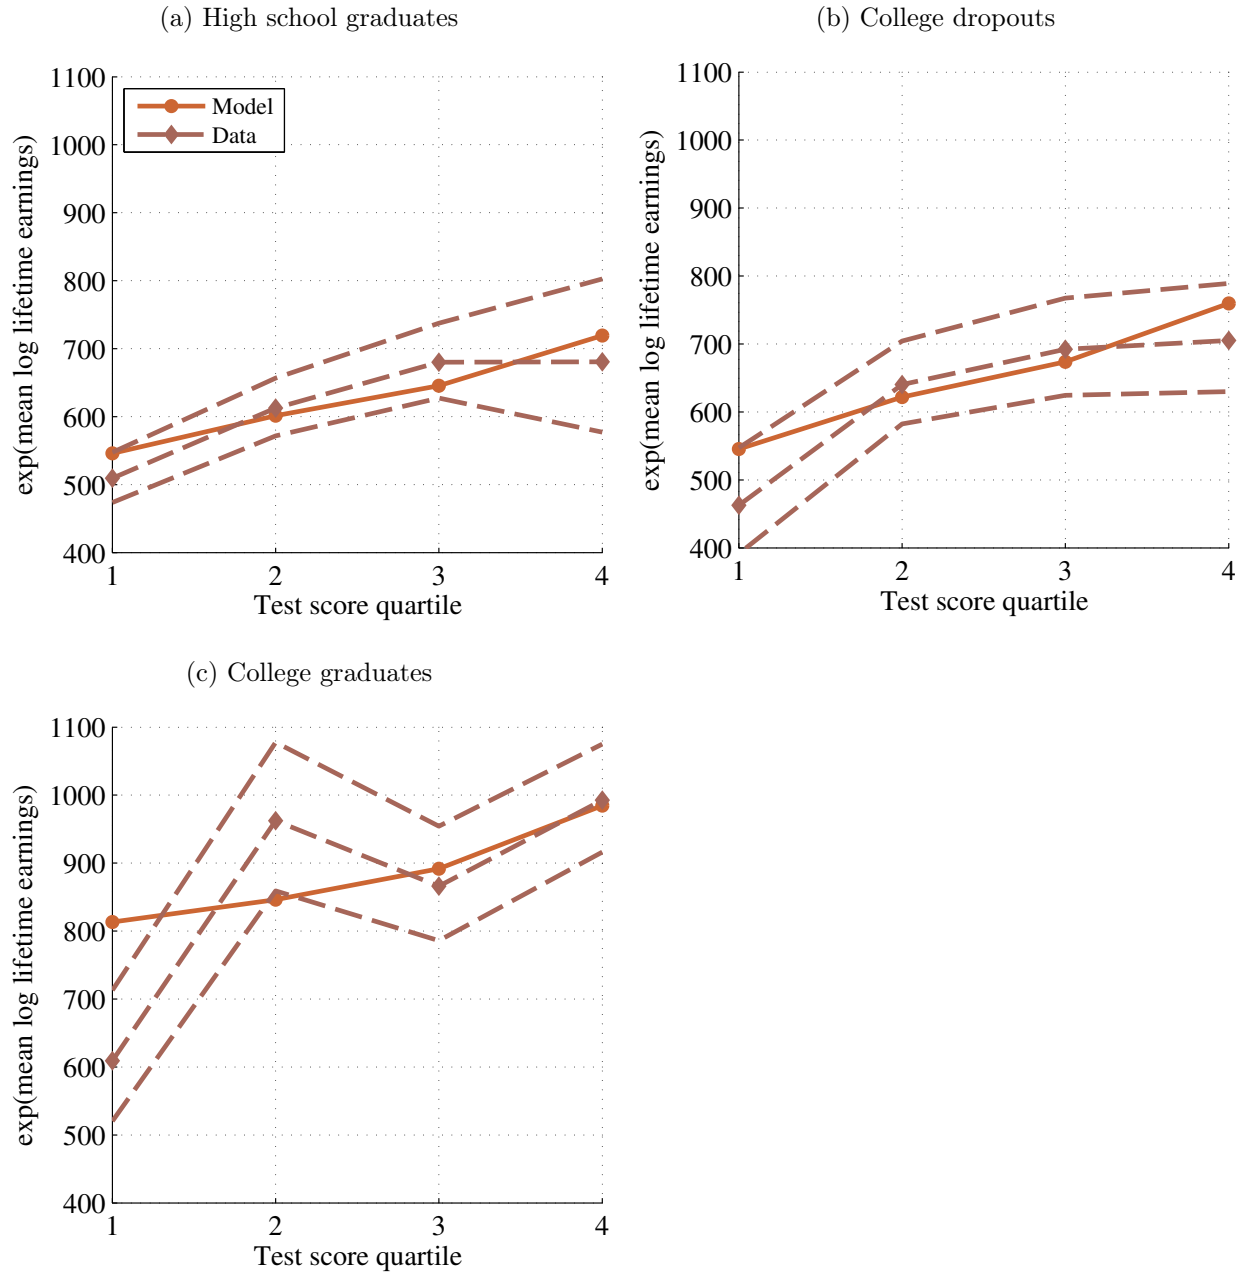 (a) High school graduates
exp(mean log lifetime earnings)
1100
1000
900
800
700
600
500
400
Model
Data
1 2 3 4
Test score quartile
(b) College dropouts
exp(mean log lifetime earnings)
1100
1000
900
800
700
600
500
400
1 2 3 4
Test score quartile
(c) College graduates
exp(mean log lifetime earnings)
1100
1000
900
800
700
600
500
400
1 2 3 4
Test score quartile